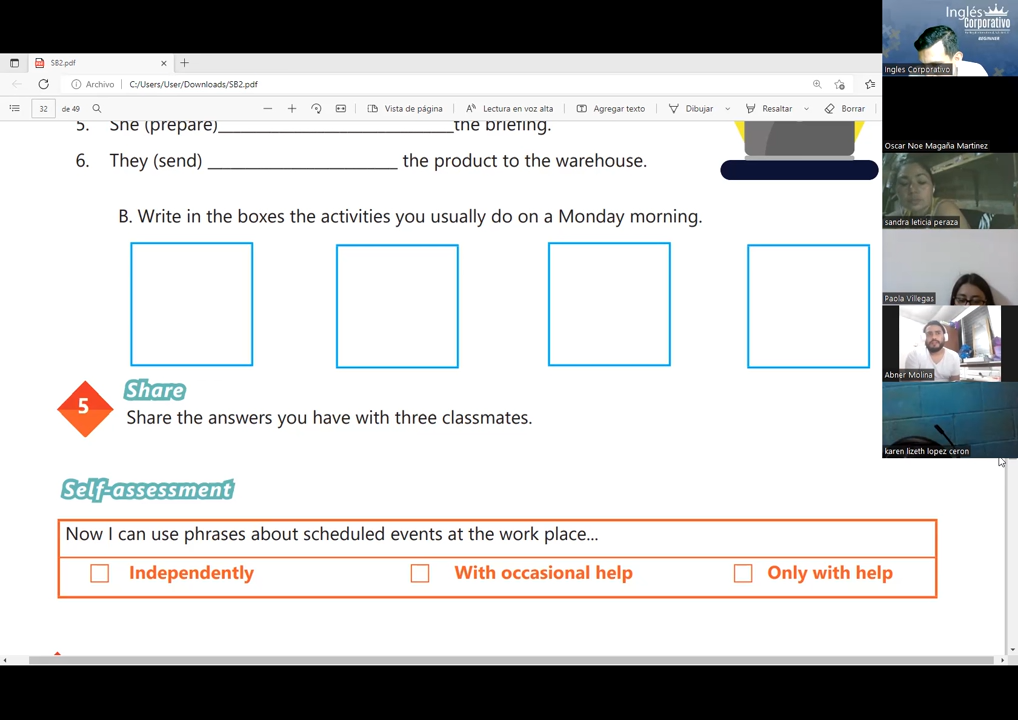 SB2.pdf
Archivo
C:/Users/User/Downloads/SB2.pdf
32 de 49
Vista de página
Lectura en voz alta
Agregar texto
Dibujar
Resaltar
Borrar
5. She (prepare)__________________________the briefing.
6. They (send) _____________________ the product to the warehouse.
B. Write in the boxes the activities you usually do on a Monday morning.
5
Share
Share the answers you have with three classmates.
Self-assessment
Now I can use phrases about scheduled events at the work place...
Independently
With occasional help
Only with help
Inglés
Corporativo
BEGINNER
Ingles Corporativo
Oscar Noe Magaña Martinez
sandra leticia peraza
Paola Villegas
Abner Molina
karen lizeth lopez ceron